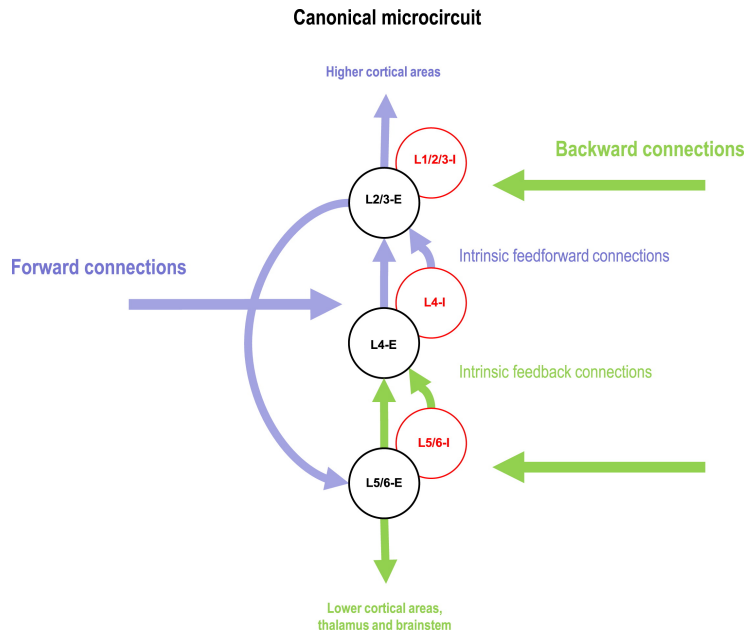 Canonical microcircuit
Higher cortical areas
L1/2/3-I
Backward connections
L2/3-E
Intrinsic feedforward connections
Forward connections
L4-I
L4-E
Intrinsic feedback connections
L5/6-I
L5/6-E
Lower cortical areas,
thalamus and brainstem